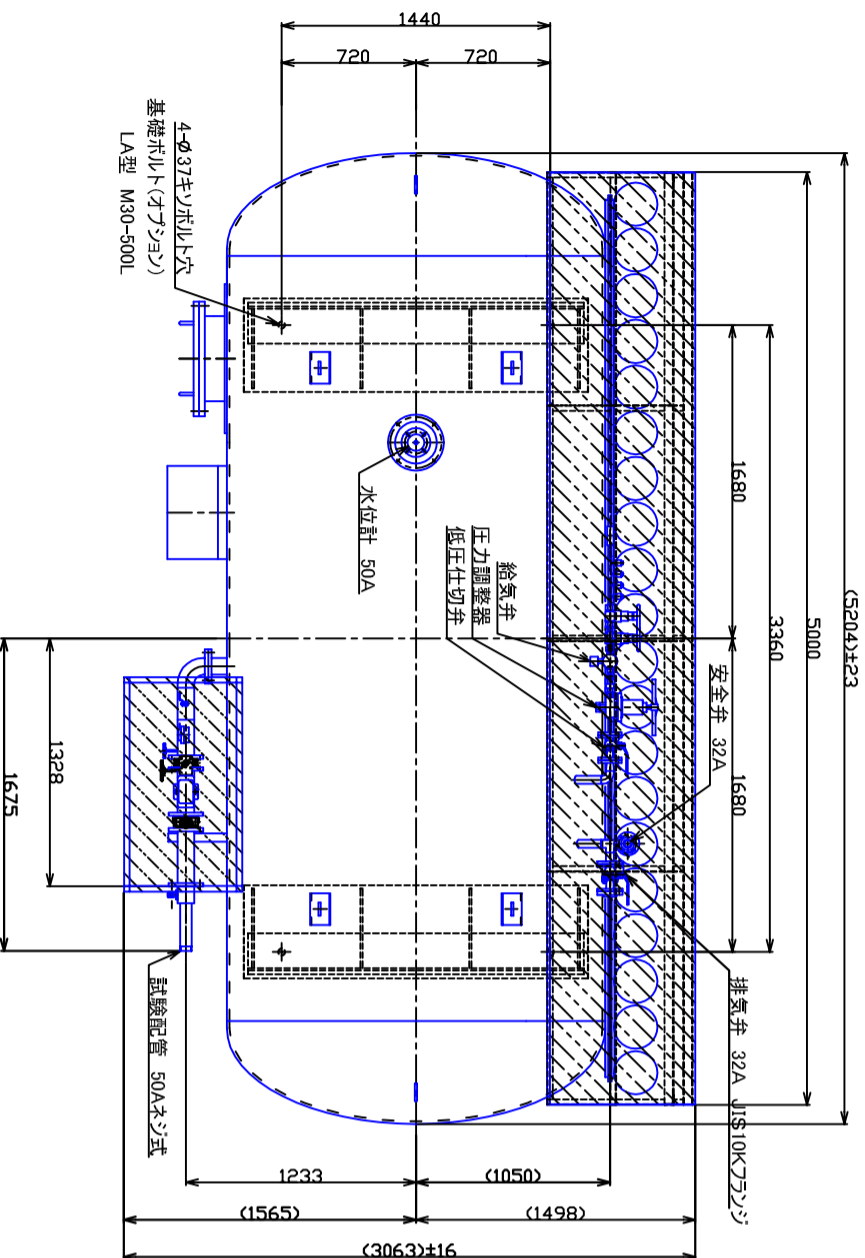 1440
720
720
(5204)±23
5000
3360
1680
1680
4-φ37キソボルト穴
基礎ボルト(オプション)
LA型 M30-500L
水位計 50A
給気弁
圧力調整器
低圧仕切弁
安全弁 32A
排気弁 32A JIS10Kフランジ
試験配管 50Aネジ式
1328
1675
1233
(1050)
(1565)
(1498)
(3063)±16